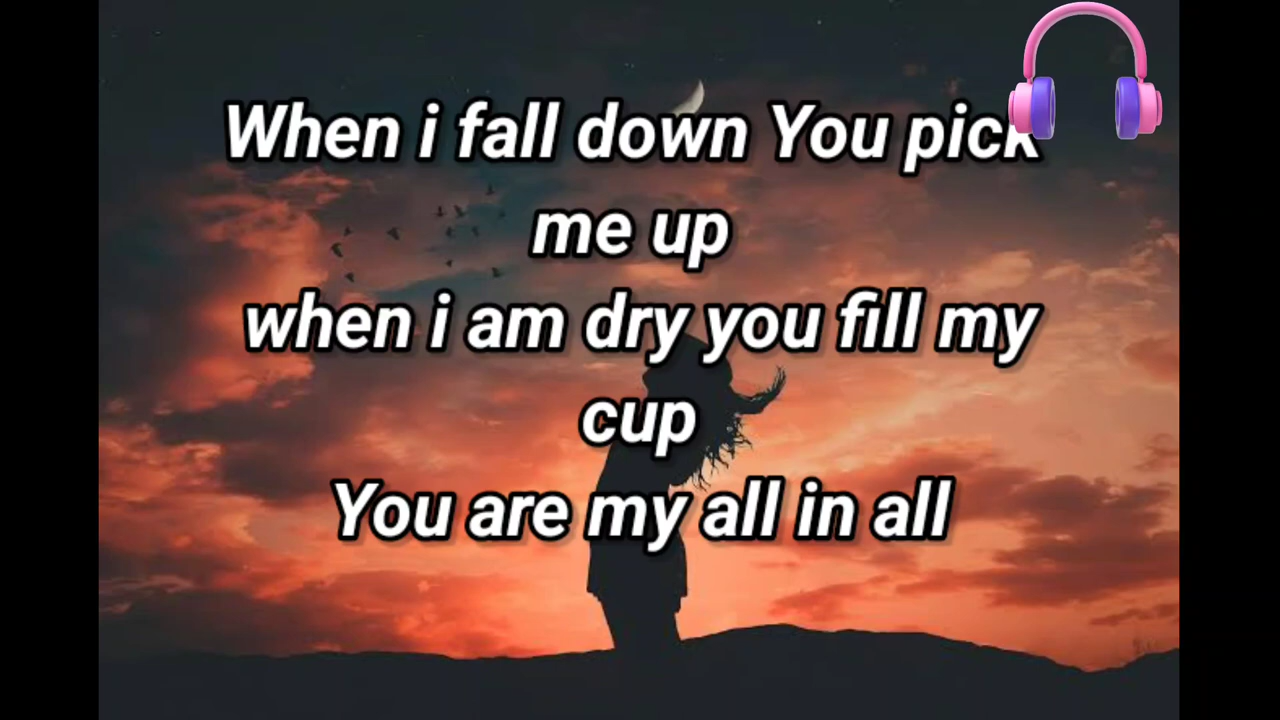 When i fall down You pick
me up
when i am dry you fill my
cup
You are my all in all